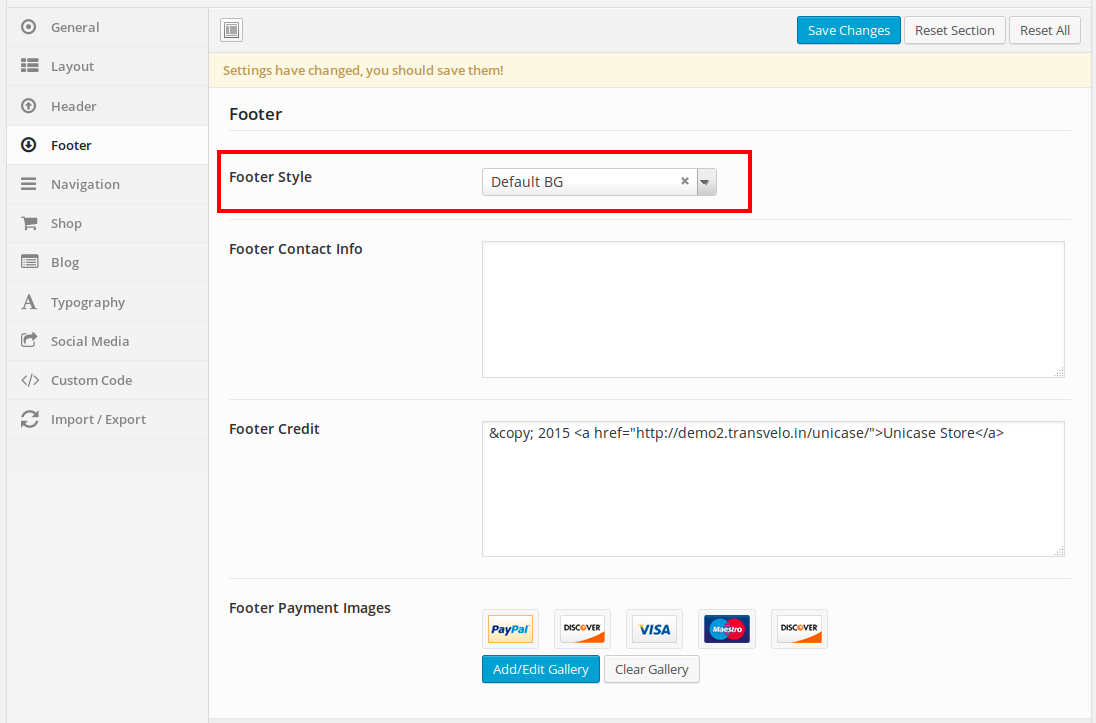 General
Layout
Header
Footer
Navigation
Shop
Blog
Typography
Social Media
Custom Code
Import / Export
Save Changes
Reset Section
Reset All
Settings have changed, you should save them!
Footer
Footer Style
Default BG
Footer Contact Info
Footer Credit
&copy; 2015 <a href="http://demo2.transvelo.in/unicase/">Unicase Store</a>
Footer Payment Images
PayPal
DISCOVER
VISA
Maestro
DISCOVER
Add/Edit Gallery
Clear Gallery